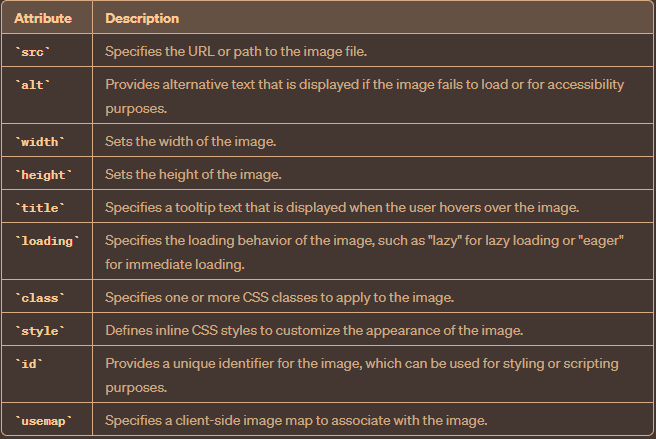 Attribute Description
`src` Specifies the URL or path to the image file.
`alt` Provides alternative text that is displayed if the image fails to load or for accessibility
purposes.
`width` Sets the width of the image.
`height` Sets the height of the image.
`title` Specifies a tooltip text that is displayed when the user hovers over the image.
`loading` Specifies the loading behavior of the image, such as "lazy" for lazy loading or "eager"
for immediate loading.
`class` Specifies one or more CSS classes to apply to the image.
`style` Defines inline CSS styles to customize the appearance of the image.
`id` Provides a unique identifier for the image, which can be used for styling or scripting
purposes.
`usemap` Specifies a client-side image map to associate with the image.